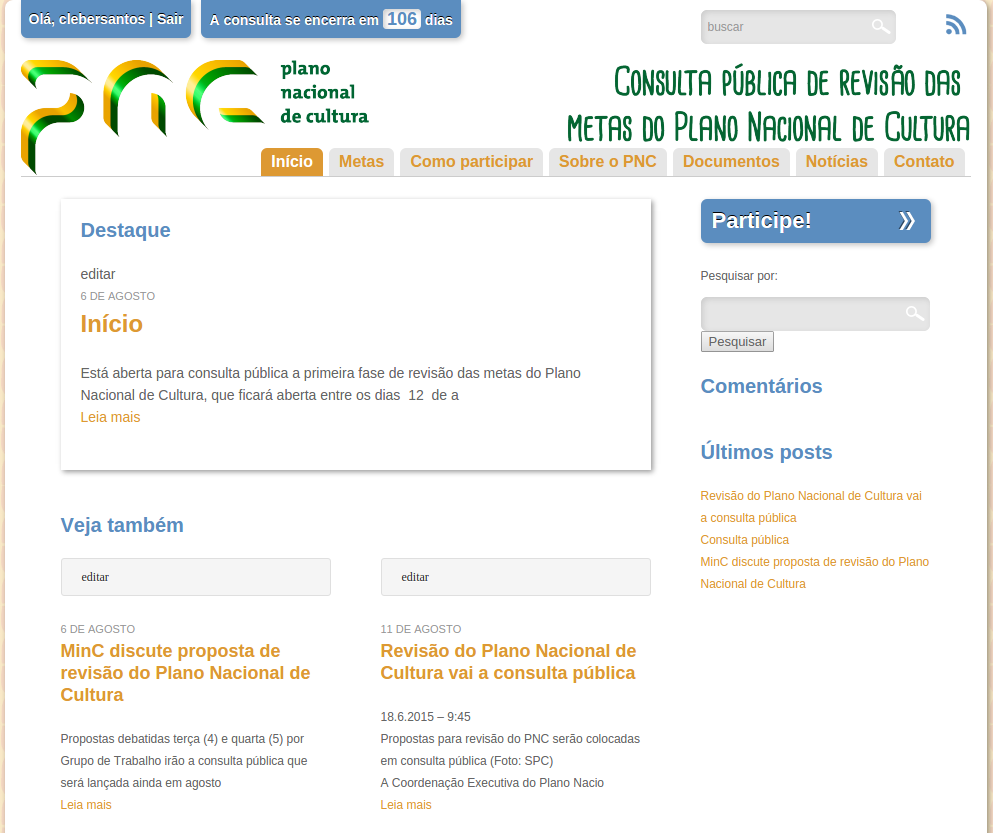 Olá, clebersantos | Sair
A consulta se encerra em 106 dias
buscar
plano
nacional
de cultura
Consulta pública de revisão das
metas do Plano Nacional de Cultura
Início
Metas
Como participar
Sobre o PNC
Documentos
Notícias
Contato
Destaque
editar
6 DE AGOSTO
Início
Está aberta para consulta pública a primeira fase de revisão das metas do Plano
Nacional de Cultura, que ficará aberta entre os dias 12 de a
Leia mais
Participe!
Pesquisar por:
Pesquisar
Comentários
Últimos posts
Revisão do Plano Nacional de Cultura vai
a consulta pública
Consulta pública
MinC discute proposta de revisão do Plano
Nacional de Cultura
Veja também
editar
6 DE AGOSTO
MinC discute proposta de
revisão do Plano Nacional de
Cultura
Propostas debatidas terça (4) e quarta (5) por
Grupo de Trabalho irão a consulta pública que
será lançada ainda em agosto
Leia mais
editar
11 DE AGOSTO
Revisão do Plano Nacional de
Cultura vai a consulta pública
18.6.2015 – 9:45
Propostas para revisão do PNC serão colocadas
em consulta pública (Foto: SPC)
A Coordenação Executiva do Plano Nacio
Leia mais